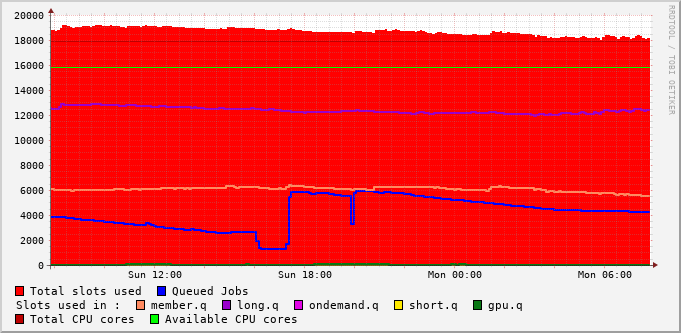 20000
18000
16000
14000
12000
10000
8000
6000
4000
2000
0
Sun 12:00 Sun 18:00 Mon 00:00 Mon 06:00
RRDTOOL / TOBI OETIKER
Total slots used Queued Jobs
Slots used in : member.q long.q ondemand.q short.q gpu.q
Total CPU cores Available CPU cores